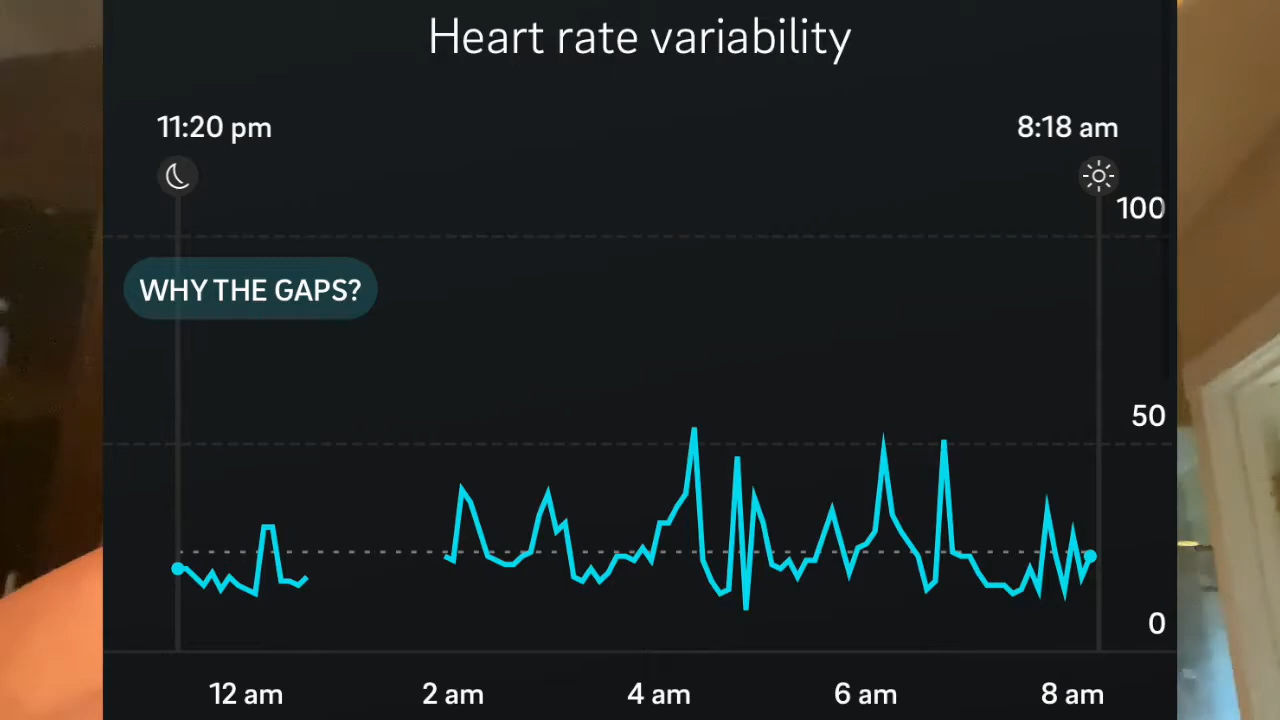 Heart rate variability
11:20 pm
8:18 am
100
WHY THE GAPS?
50
0
12 am
2 am
4 am
6 am
8 am